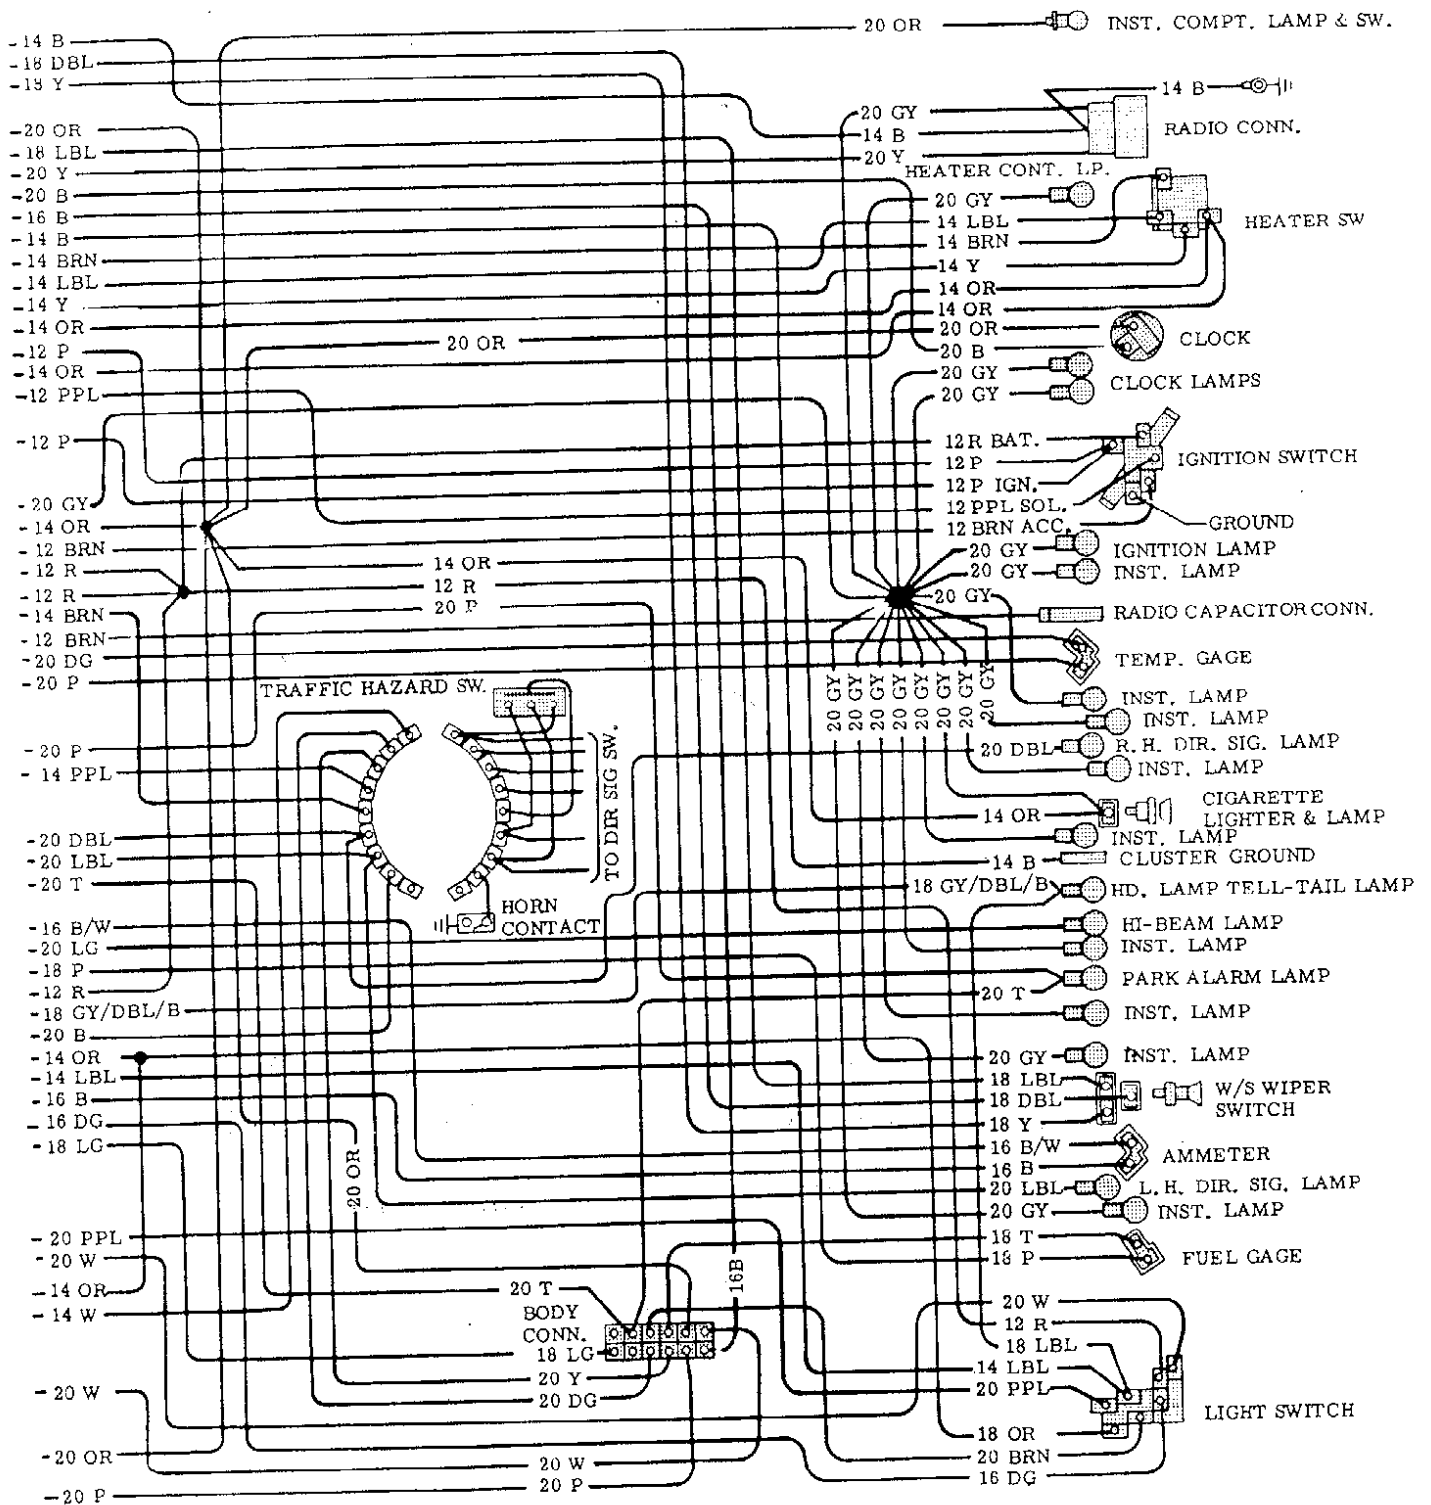 20 OR INST. COMPT. LAMP & SW.
-14 B
-18 DBL
-18 Y
14 B
20 GY
14 B
RADIO CONN.
20 Y
-20 OR
-18 LBL
-20 Y
-20 B
-16 B
-14 B
-14 BRN
-14 LBL
-14 Y
-14 OR
-12 P
-14 OR
-12 PPL
-12 P
-20 GY
-14 OR
-12 BRN
-12 R
-12 R
-14 BRN
-12 BRN
-20 DG
-20 P
-20 P
-14 PPL
-20 DBL
-20 LBL
-20 T
-16 B/W
-20 LG
-18 P
-12 R
-18 GY/DBL/B
-20 B
-14 OR
-14 LBL
-16 B
-16 DG
-18 LG
-20 PPL
-20 W
-14 OR
-14 W
-20 W
-20 OR
-20 P
HEATER CONT. LP.
20 GY
14 LBL
14 BRN
HEATER SW
14 Y
14 OR
14 OR
20 OR
20 OR
CLOCK
20 B
20 GY
CLOCK LAMPS
20 GY
12 R BAT.
12 P
IGNITION SWITCH
12 P IGN.
12 PPL SOL.
12 BRN ACC.
GROUND
20 GY IGNITION LAMP
20 GY INST. LAMP
20 GY
14 OR
12 R
20 P
RADIO CAPACITOR CONN.
TEMP. GAGE
20 GY
20 GY
20 GY
20 GY
20 GY
20 GY
20 GY
20 GY
TRAFFIC HAZARD SW.
TO DIR SIG SW.
INST. LAMP
INST. LAMP
20 DBL R.H. DIR. SIG. LAMP
INST. LAMP
14 OR CIGARETTE
LIGHTER & LAMP
INST. LAMP
14 B CLUSTER GROUND
18 GY/DBL/B HD. LAMP TELL-TAIL LAMP
HORN
CONTACT
HI-BEAM LAMP
INST. LAMP
PARK ALARM LAMP
20 T
INST. LAMP
20 GY INST. LAMP
18 LBL
18 DBL W/S WIPER
SWITCH
18 Y
16 B/W
AMMETER
16 B
20 LBL L.H. DIR. SIG. LAMP
20 GY INST. LAMP
20 OR
18 T
18 P FUEL GAGE
16B
20 T
BODY
CONN.
18 LG
20 Y
20 DG
20 W
12 R
18 LBL
14 LBL
20 PPL
LIGHT SWITCH
18 OR
20 BRN
16 DG
20 W
20 P